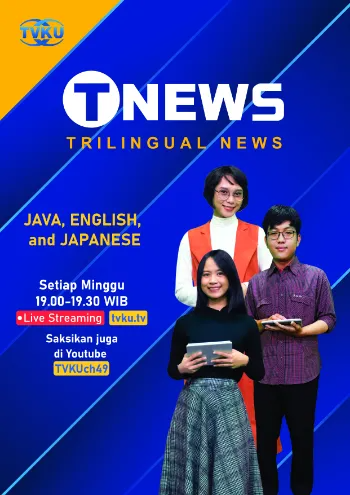 TVKU
TNEWS
TRILINGUAL NEWS
JAVA, ENGLISH,
and JAPANESE
Setiap Minggu
19.00-19.30 WIB
•Live Streaming tvku.tv
Saksikan juga
di Youtube
TVKUch49